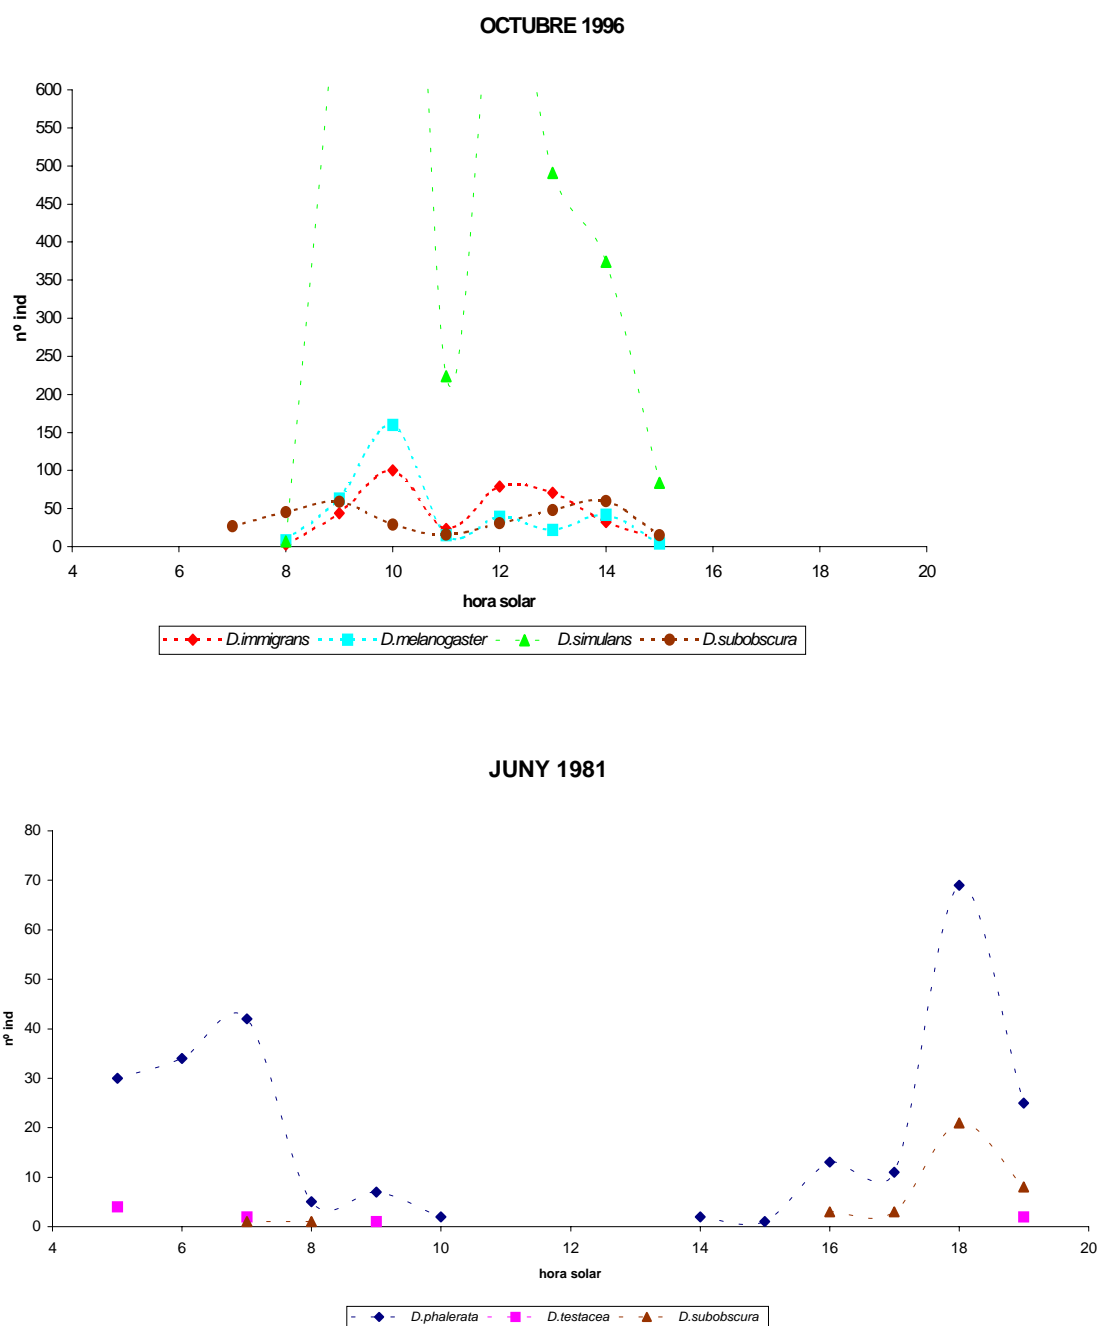 OCTUBRE 1996
600
550
500
450
400
350
300
250
200
150
100
50
0
nº ind
4 6 8 10 12 14 16 18 20
hora solar
D.immigrans D.melanogaster D.simulans D.subobscura
JUNY 1981
80
70
60
50
40
30
20
10
0
nº ind
4 6 8 10 12 14 16 18 20
hora solar
D.phalerata D.testacea D.subobscura